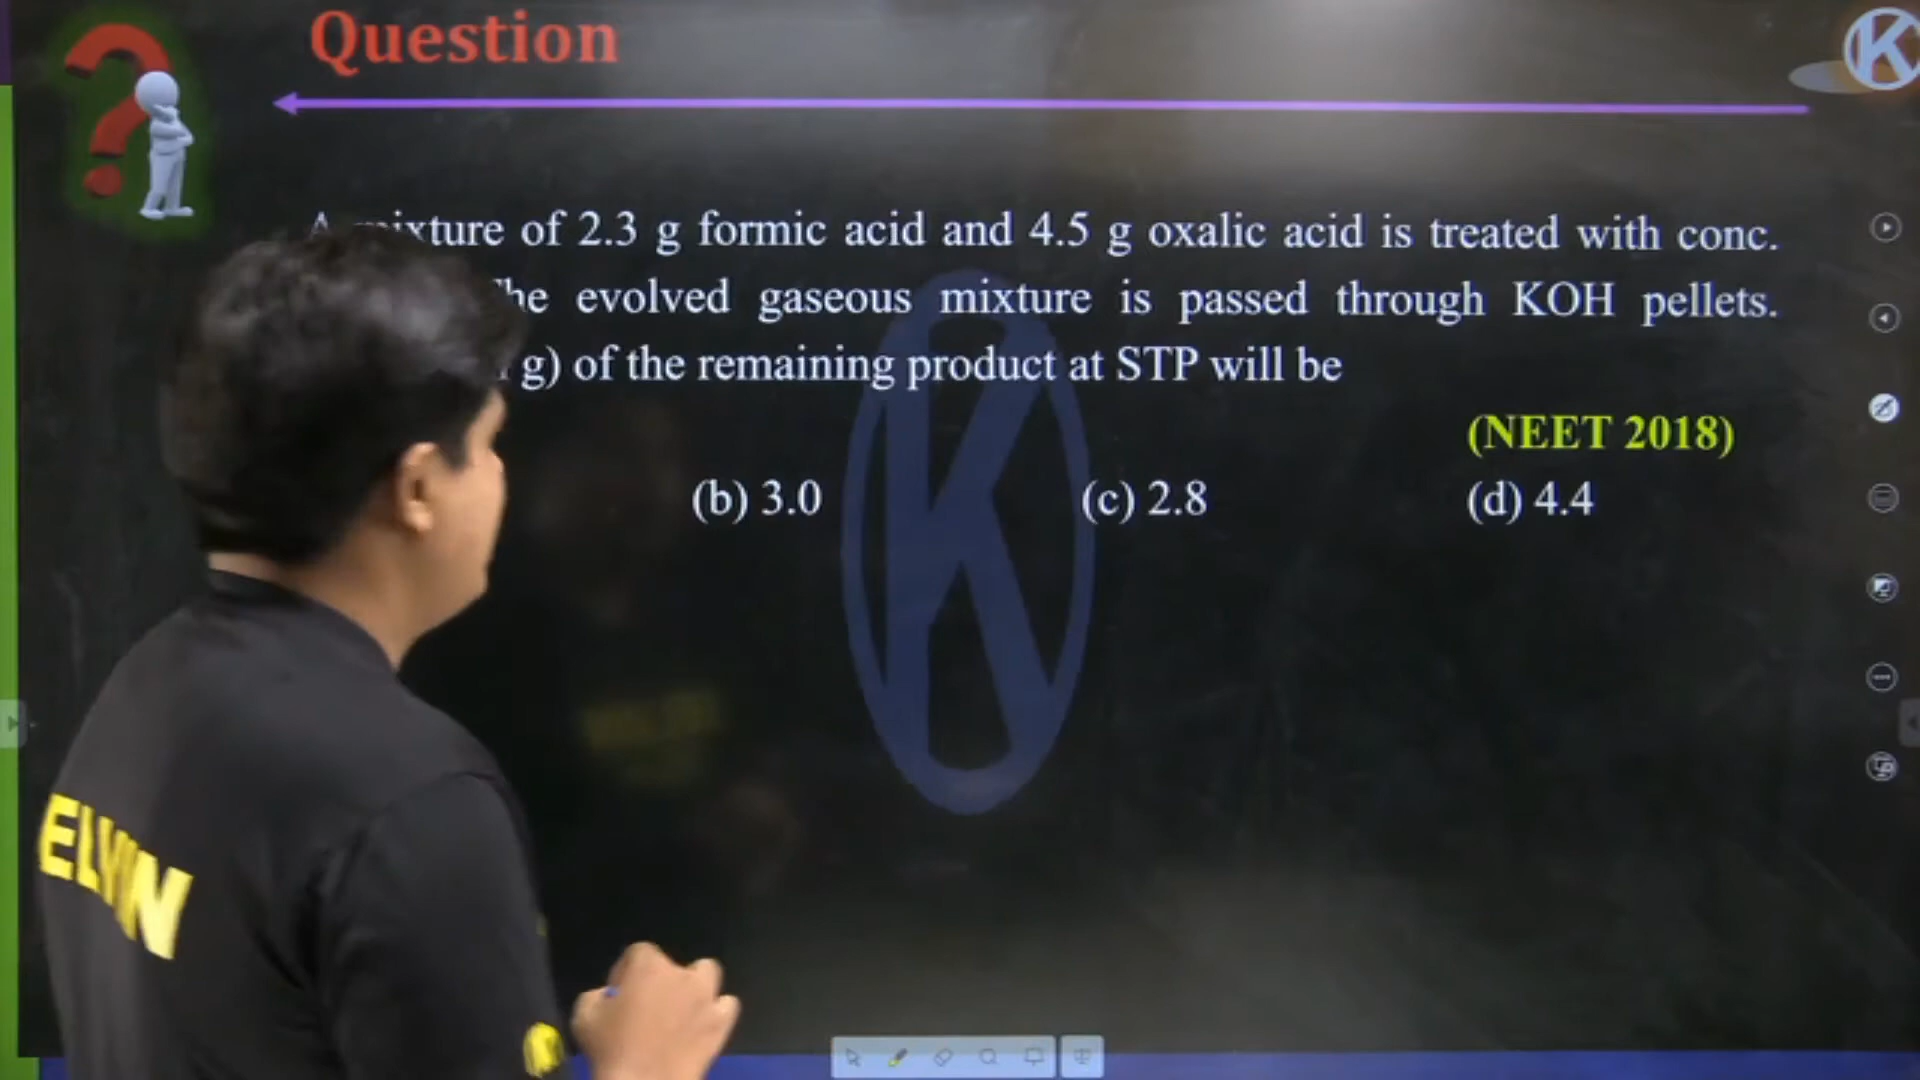 Question
A mixture of 2.3 g formic acid and 4.5 g oxalic acid is treated with conc.
The evolved gaseous mixture is passed through KOH pellets.
g) of the remaining product at STP will be
(NEET 2018)
(b) 3.0 (c) 2.8 (d) 4.4
K
K
ELVIN